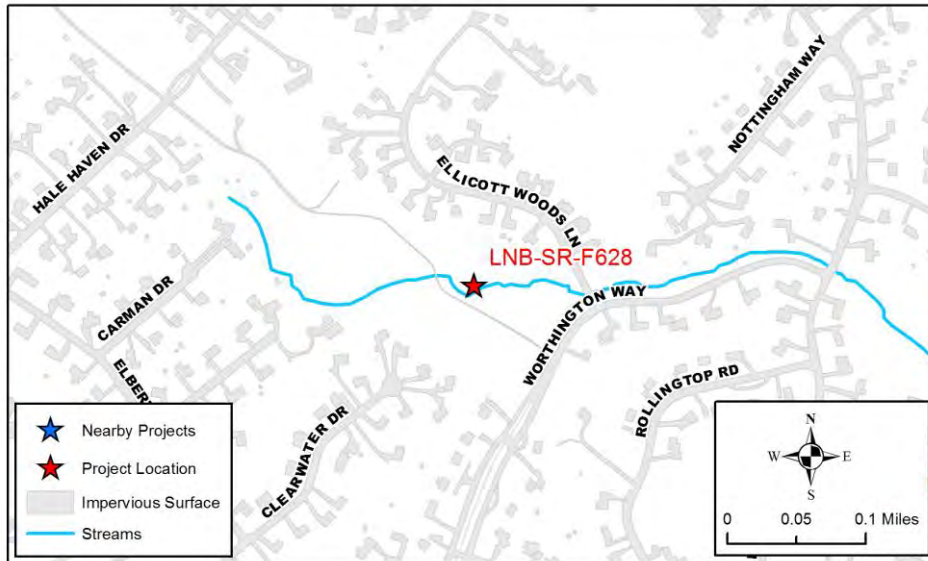 HALE HAVEN DR
NOTTINGHAM WAY
ELLICOTT WOODS LN
LNB-SR-F628
CARMAN DR
WORTHINGTON WAY
ROLLINGTOP RD
CLEARWATER DR
Nearby Projects
Project Location
Impervious Surface
Streams
N
W E
S
0 0.05 0.1 Miles